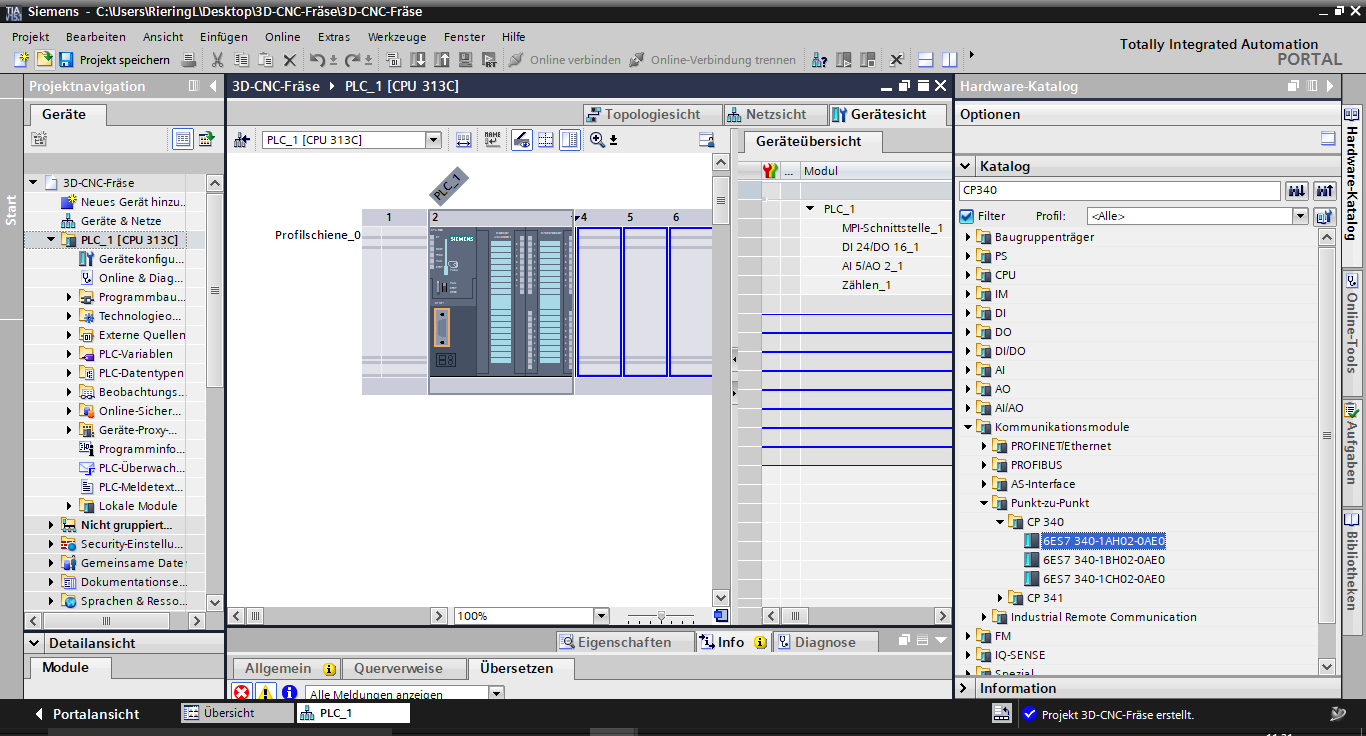 Siemens - C:\Users\RieringL\Desktop\3D-CNC-Fräse\3D-CNC-Fräse
Projekt Bearbeiten Ansicht Einfügen Online Extras Werkzeuge Fenster Hilfe
Projekt speichern
Online verbinden
Online-Verbindung trennen
Totally Integrated Automation
PORTAL
Start
Projektnavigation
Geräte
3D-CNC-Fräse
Neues Gerät hinzu...
Geräte & Netze
PLC_1 [CPU 313C]
Gerätekonfigu...
Online & Diag...
Programmbau...
Technologieo...
Externe Quellen
PLC-Variablen
PLC-Datentypen
Beobachtungs...
Online-Sicher...
Geräte-Proxy-...
Programminfo...
PLC-Überwach...
PLC-Meldetext...
Lokale Module
Nicht gruppiert...
Security-Einstellu...
Gemeinsame Date
Dokumentationse...
Sprachen & Resso...
Detailansicht
Module
3D-CNC-Fräse PLC_1 [CPU 313C]
Topologiesicht
Netzsicht
Gerätesicht
PLC_1 [CPU 313C]
PLC_1
1 2 4 5 6
Profilschiene_0
SIEMENS
100%
Geräteübersicht
... Modul
PLC_1
MPI-Schnittstelle_1
DI 24/DO 16_1
AI 5/AO 2_1
Zählen_1
Eigenschaften
Info
Diagnose
Allgemein
Querverweise
Übersetzen
Alle Meldungen anzeigen
Hardware-Katalog
Optionen
Katalog
CP340
Filter Profil: <Alle>
Baugruppenträger
PS
CPU
IM
DI
DO
DI/DO
AI
AO
AI/AO
Kommunikationsmodule
PROFINET/Ethernet
PROFIBUS
AS-Interface
Punkt-zu-Punkt
CP 340
6ES7 340-1AH02-0AE0
6ES7 340-1BH02-0AE0
6ES7 340-1CH02-0AE0
CP 341
Industrial Remote Communication
FM
IQ-SENSE
Spezial
Information
Hardware-Katalog
Online-Tools
Aufgaben
Bibliotheken
Portalansicht
Übersicht
PLC_1
Projekt 3D-CNC-Fräse erstellt.